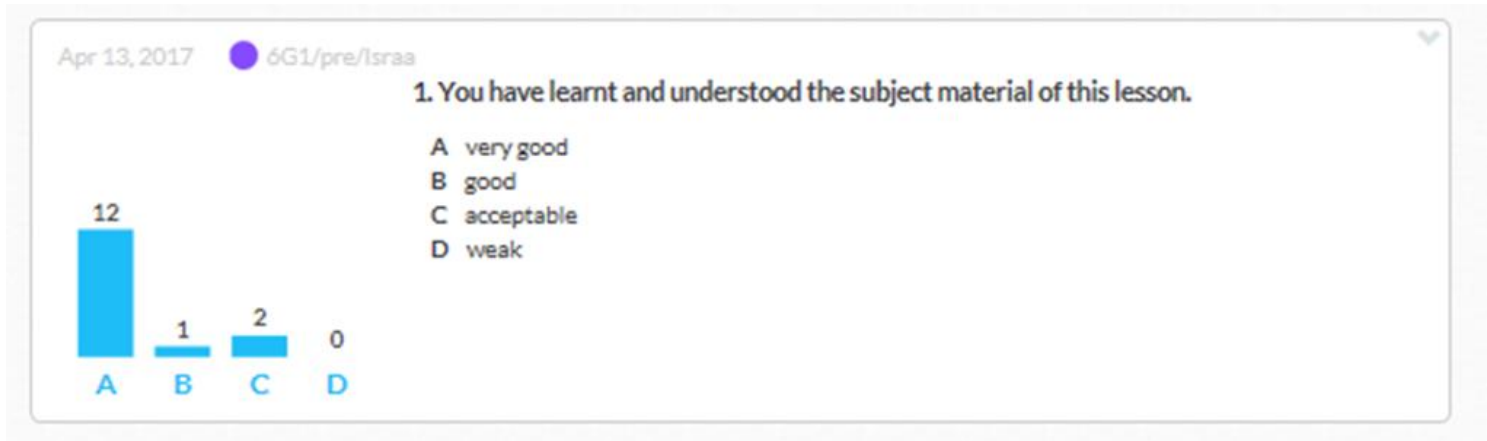 Apr 13, 2017 6G1/pre/Israa
1. You have learnt and understood the subject material of this lesson.
A very good
B good
C acceptable
D weak
12
1
2
0
A B C D